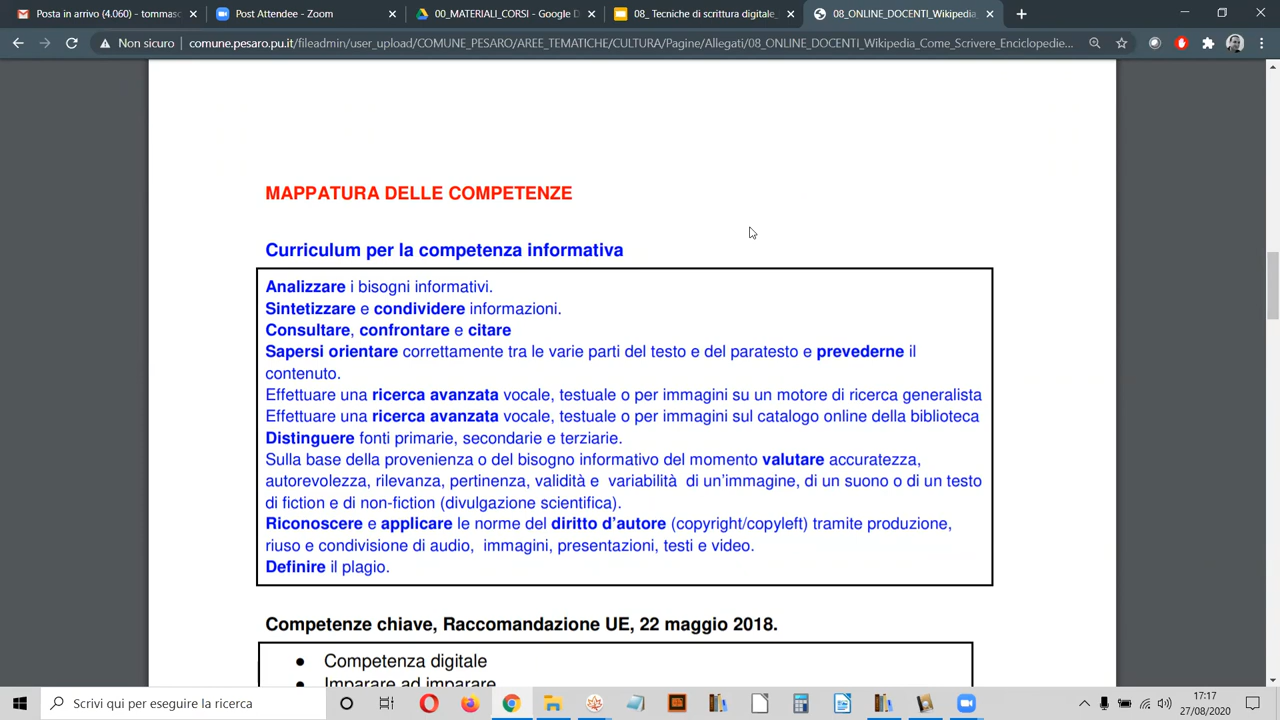 Posta in arrivo (4.060) - tommaso
Post Attendee - Zoom
00_MATERIALI_CORSI - Google D
08_ Tecniche di scrittura digitale_
08_ONLINE_DOCENTI_Wikipedia_
Non sicuro
comune.pesaro.pu.it/fileadmin/user_upload/COMUNE_PESARO/AREE_TEMATICHE/CULTURA/Pagine/Allegati/08_ONLINE_DOCENTI_Wikipedia_Come_Scrivere_Enciclopedie...
MAPPATURA DELLE COMPETENZE
Curriculum per la competenza informativa
Analizzare i bisogni informativi.
Sintetizzare e condividere informazioni.
Consultare, confrontare e citare
Sapersi orientare correttamente tra le varie parti del testo e del paratesto e prevederne il
contenuto.
Effettuare una ricerca avanzata vocale, testuale o per immagini su un motore di ricerca generalista
Effettuare una ricerca avanzata vocale, testuale o per immagini sul catalogo online della biblioteca
Distinguere fonti primarie, secondarie e terziarie.
Sulla base della provenienza o del bisogno informativo del momento valutare accuratezza,
autorevolezza, rilevanza, pertinenza, validità e variabilità di un'immagine, di un suono o di un testo
di fiction e di non-fiction (divulgazione scientifica).
Riconoscere e applicare le norme del diritto d'autore (copyright/copyleft) tramite produzione,
riuso e condivisione di audio, immagini, presentazioni, testi e video.
Definire il plagio.
Competenze chiave, Raccomandazione UE, 22 maggio 2018.
● Competenza digitale
● Imparare ad imparare
Scrivi qui per eseguire la ricerca
17:17
27/08/2020